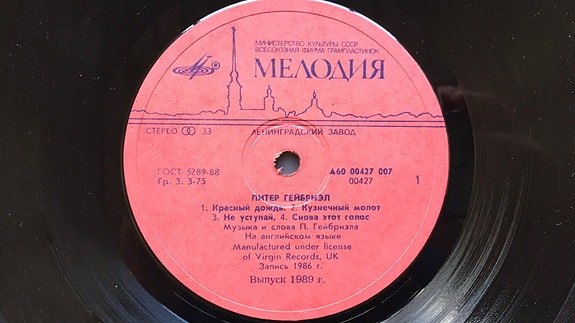 МИНИСТЕРСТВО КУЛЬТУРЫ СССР
ВСЕСОЮЗНАЯ ФИРМА ГРАМПЛАСТИНОК
®
МЕЛОДИЯ
СТЕРЕО 33
ЛЕНИНГРАДСКИЙ ЗАВОД
ГОСТ 5289-88
Гр. 3. 3-75
А60 00427 007
00427
1
ПИТЕР ГЕЙБРИЭЛ
1. Красный дождь, 2. Кузнечный молот
3. Не уступай, 4. Снова этот голос
Музыка и слова П. Гейбриэла
На английском языке
Manufactured under license
of Virgin Records, UK
Запись 1986 г.
Выпуск 1989 г.